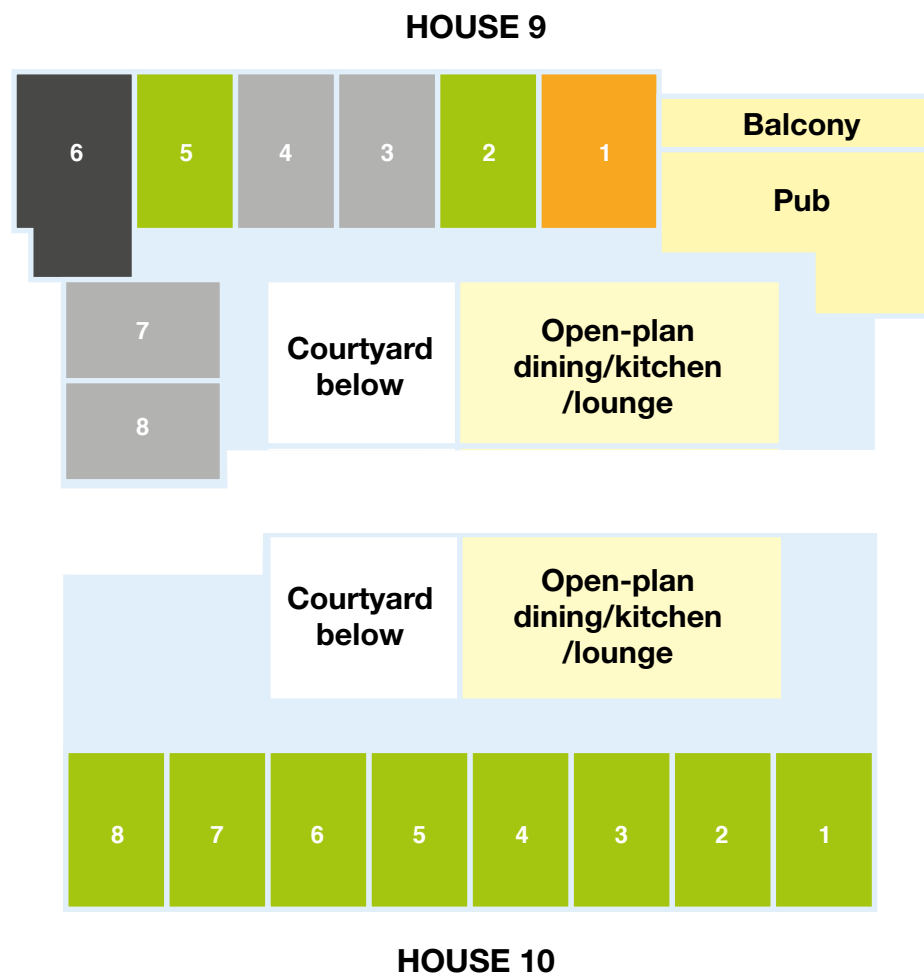 HOUSE 9
6
5
4
3
2
1
Balcony
Pub
7
8
Courtyard
below
Open-plan
dining/kitchen
/lounge
Courtyard
below
Open-plan
dining/kitchen
/lounge
8
7
6
5
4
3
2
1
HOUSE 10